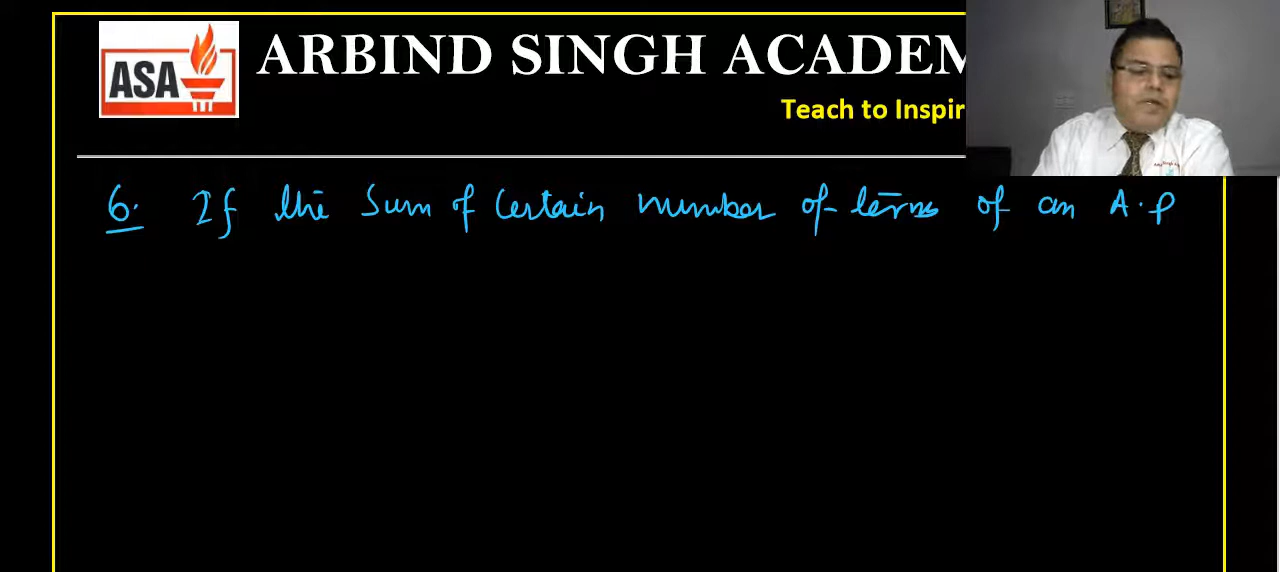 ASA
ARBIND SINGH ACADEM
Teach to Inspir
6. If the Sum of Certain number of terms of an A.P